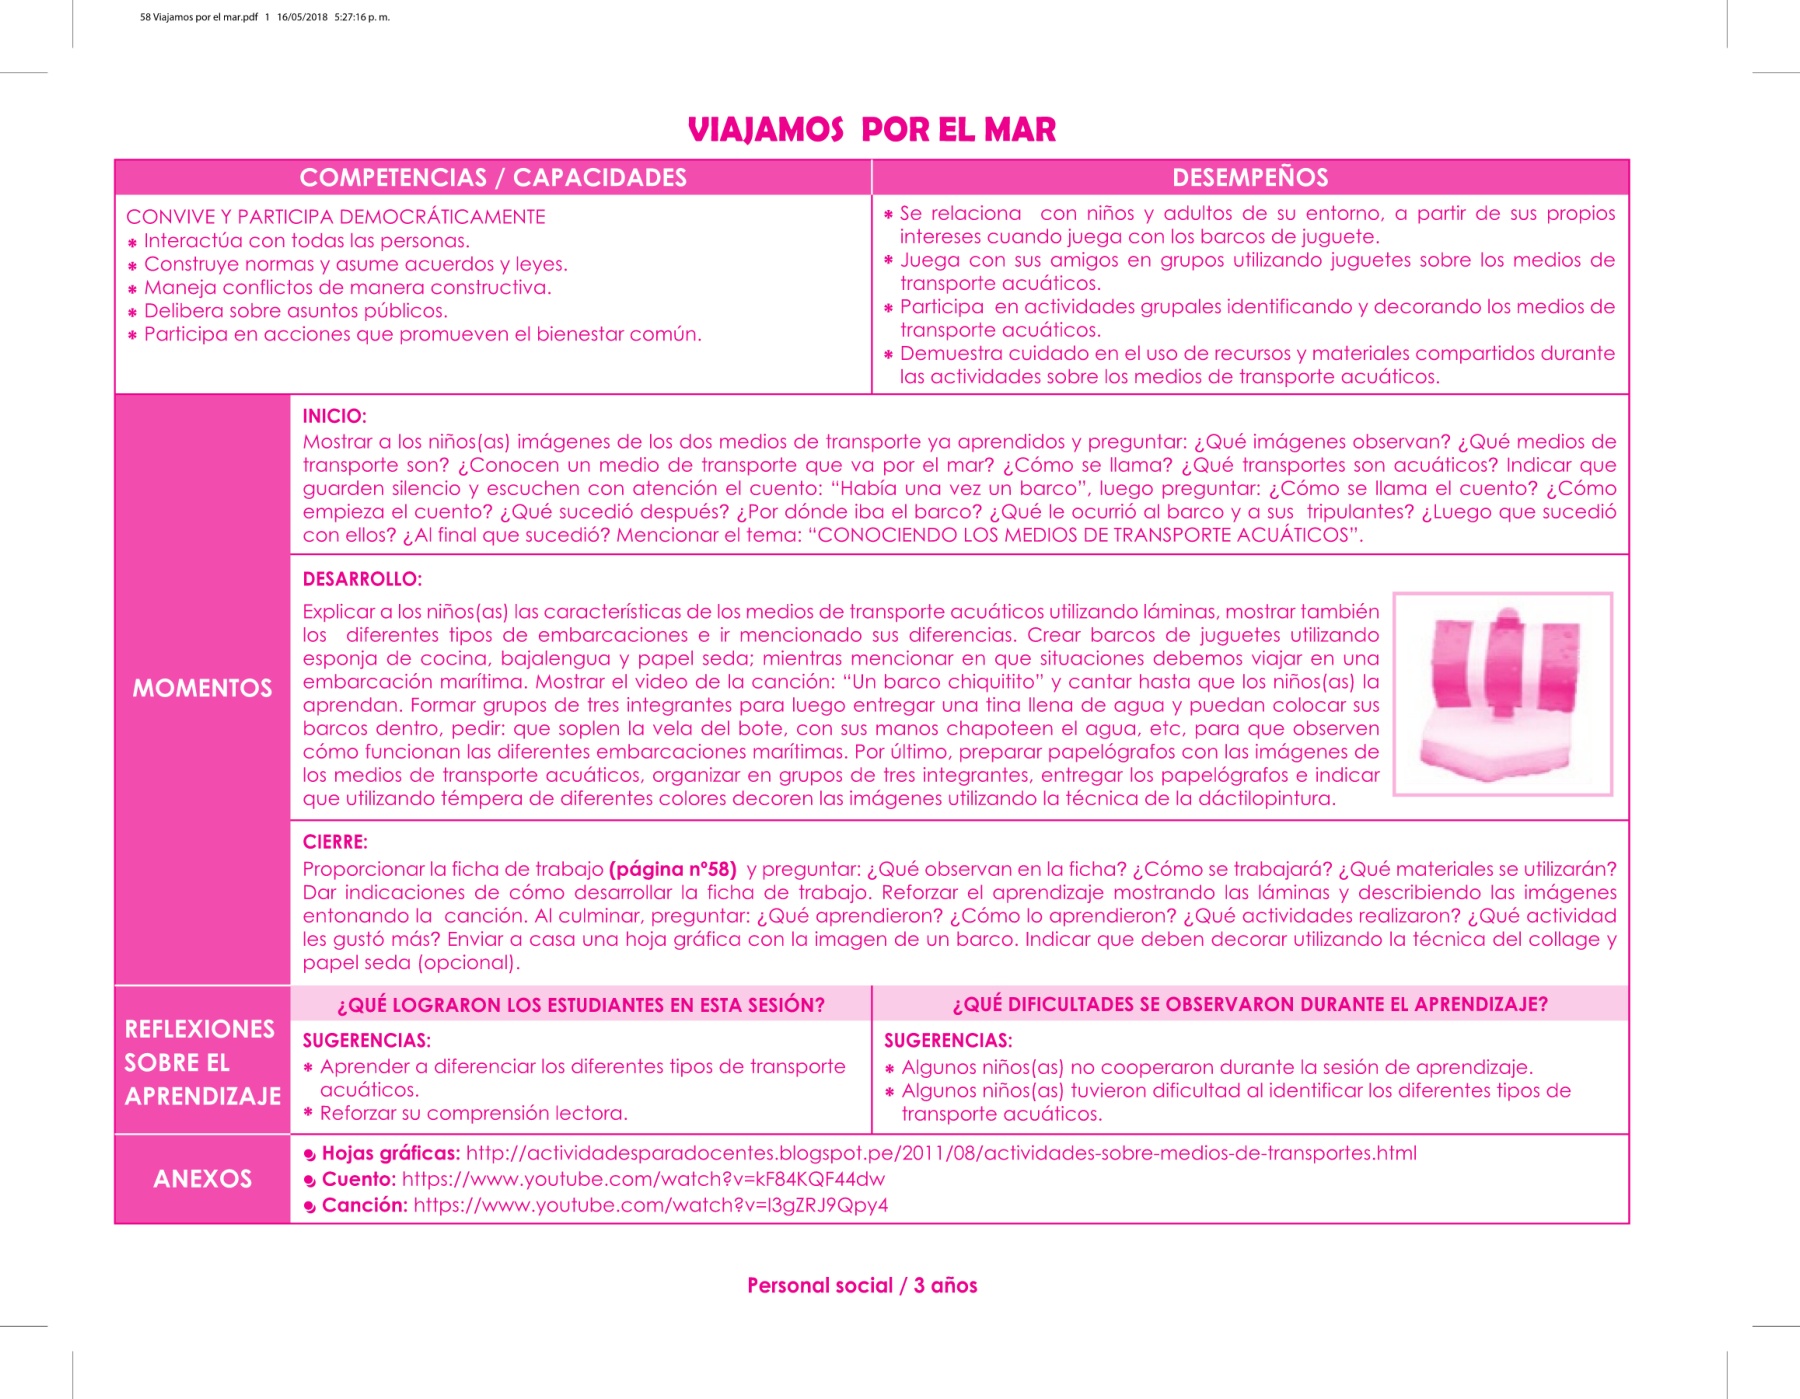 58 Viajamos por el mar.pdf 1 16/05/2018 5:27:16 p. m.
VIAJAMOS POR EL MAR
COMPETENCIAS / CAPACIDADES
DESEMPEÑOS
CONVIVE Y PARTICIPA DEMOCRÁTICAMENTE
* Interactúa con todas las personas.
* Construye normas y asume acuerdos y leyes.
* Maneja conflictos de manera constructiva.
* Delibera sobre asuntos públicos.
* Participa en acciones que promueven el bienestar común.
* Se relaciona con niños y adultos de su entorno, a partir de sus propios
intereses cuando juega con los barcos de juguete.
* Juega con sus amigos en grupos utilizando juguetes sobre los medios de
transporte acuáticos.
* Participa en actividades grupales identificando y decorando los medios de
transporte acuáticos.
* Demuestra cuidado en el uso de recursos y materiales compartidos durante
las actividades sobre los medios de transporte acuáticos.
MOMENTOS
INICIO:
Mostrar a los niños(as) imágenes de los dos medios de transporte ya aprendidos y preguntar: ¿Qué imágenes observan? ¿Qué medios de
transporte son? ¿Conocen un medio de transporte que va por el mar? ¿Cómo se llama? ¿Qué transportes son acuáticos? Indicar que
guarden silencio y escuchen con atención el cuento: “Había una vez un barco”, luego preguntar: ¿Cómo se llama el cuento? ¿Cómo
empieza el cuento? ¿Qué sucedió después? ¿Por dónde iba el barco? ¿Qué le ocurrió al barco y a sus tripulantes? ¿Luego que sucedió
con ellos? ¿Al final que sucedió? Mencionar el tema: “CONOCIENDO LOS MEDIOS DE TRANSPORTE ACUÁTICOS”.
DESARROLLO:
Explicar a los niños(as) las características de los medios de transporte acuáticos utilizando láminas, mostrar también
los diferentes tipos de embarcaciones e ir mencionado sus diferencias. Crear barcos de juguetes utilizando
esponja de cocina, bajalengua y papel seda; mientras mencionar en que situaciones debemos viajar en una
embarcación marítima. Mostrar el video de la canción: “Un barco chiquitito” y cantar hasta que los niños(as) la
aprendan. Formar grupos de tres integrantes para luego entregar una tina llena de agua y puedan colocar sus
barcos dentro, pedir: que soplen la vela del bote, con sus manos chapoteen el agua, etc, para que observen
cómo funcionan las diferentes embarcaciones marítimas. Por último, preparar papelógrafos con las imágenes de
los medios de transporte acuáticos, organizar en grupos de tres integrantes, entregar los papelógrafos e indicar
que utilizando témpera de diferentes colores decoren las imágenes utilizando la técnica de la dáctilopintura.
CIERRE:
Proporcionar la ficha de trabajo (página nº58) y preguntar: ¿Qué observan en la ficha? ¿Cómo se trabajará? ¿Qué materiales se utilizarán?
Dar indicaciones de cómo desarrollar la ficha de trabajo. Reforzar el aprendizaje mostrando las láminas y describiendo las imágenes
entonando la canción. Al culminar, preguntar: ¿Qué aprendieron? ¿Cómo lo aprendieron? ¿Qué actividades realizaron? ¿Qué actividad
les gustó más? Enviar a casa una hoja gráfica con la imagen de un barco. Indicar que deben decorar utilizando la técnica del collage y
papel seda (opcional).
REFLEXIONES
SOBRE EL
APRENDIZAJE
¿QUÉ LOGRARON LOS ESTUDIANTES EN ESTA SESIÓN?
SUGERENCIAS:
* Aprender a diferenciar los diferentes tipos de transporte
acuáticos.
* Reforzar su comprensión lectora.
¿QUÉ DIFICULTADES SE OBSERVARON DURANTE EL APRENDIZAJE?
SUGERENCIAS:
* Algunos niños(as) no cooperaron durante la sesión de aprendizaje.
* Algunos niños(as) tuvieron dificultad al identificar los diferentes tipos de
transporte acuáticos.
ANEXOS
Hojas gráficas: http://actividadesparadocentes.blogspot.pe/2011/08/actividades-sobre-medios-de-transportes.html
Cuento: https://www.youtube.com/watch?v=kF84KQF44dw
Canción: https://www.youtube.com/watch?v=I3gZRJ9Qpy4
Personal social / 3 años